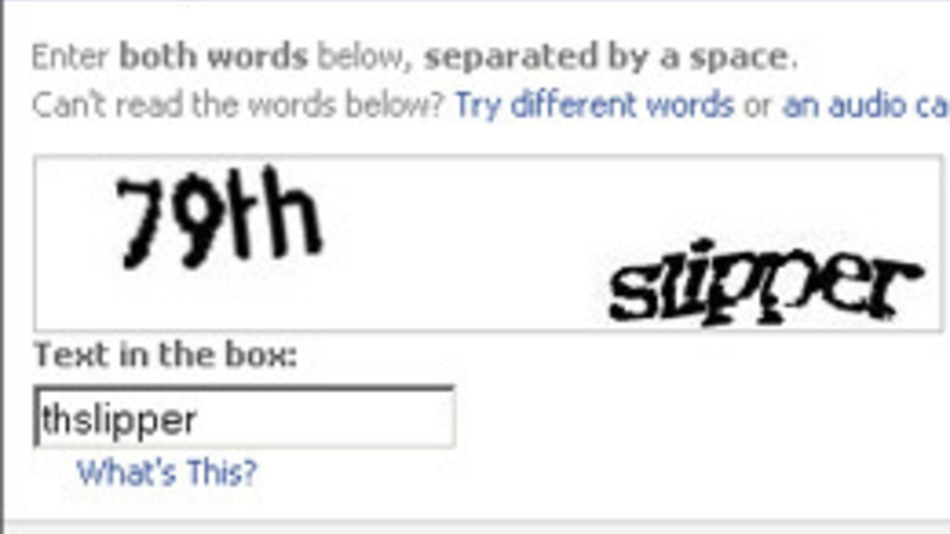 Enter both words below, separated by a space.
Can't read the words below? Try different words or an audio ca
79th slipper
Text in the box:
thslipper
What's This?